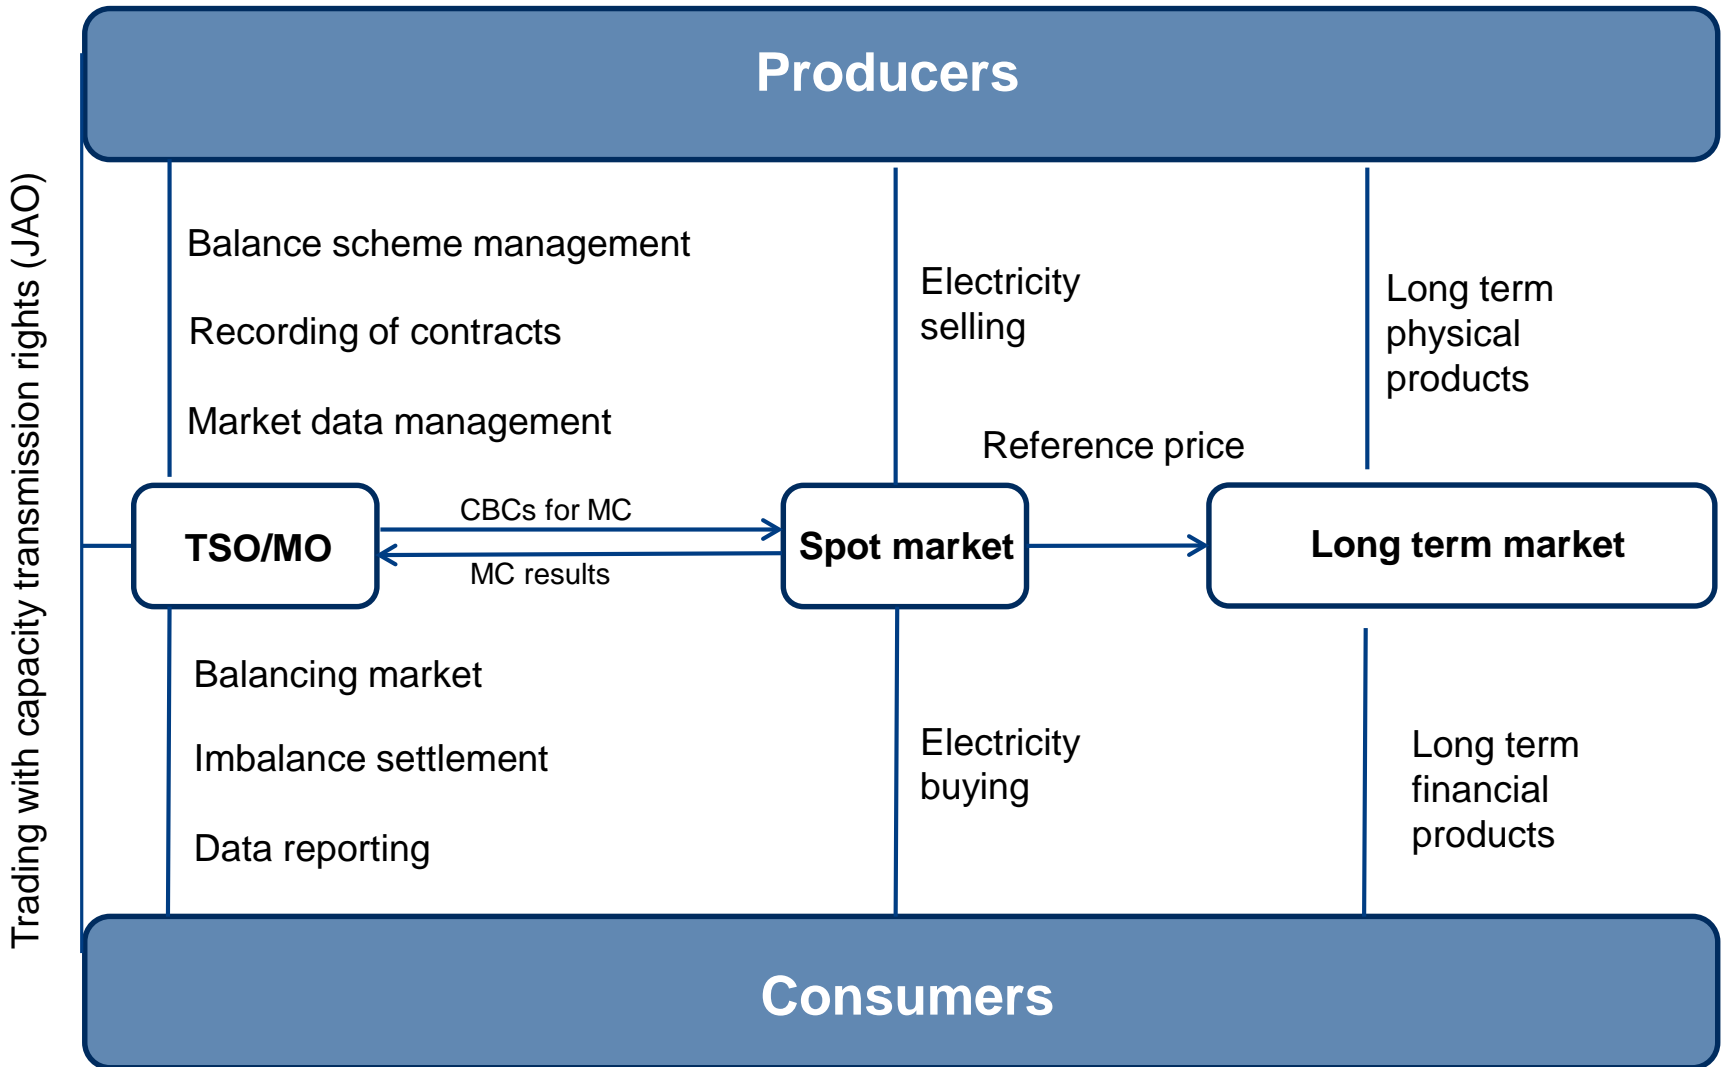 Producers
Trading with capacity transmission rights (JAO)
Balance scheme management
Recording of contracts
Market data management
Electricity
selling
Long term
physical
products
Reference price
TSO/MO
CBCs for MC
MC results
Spot market
Long term market
Balancing market
Imbalance settlement
Data reporting
Electricity
buying
Long term
financial
products
Consumers